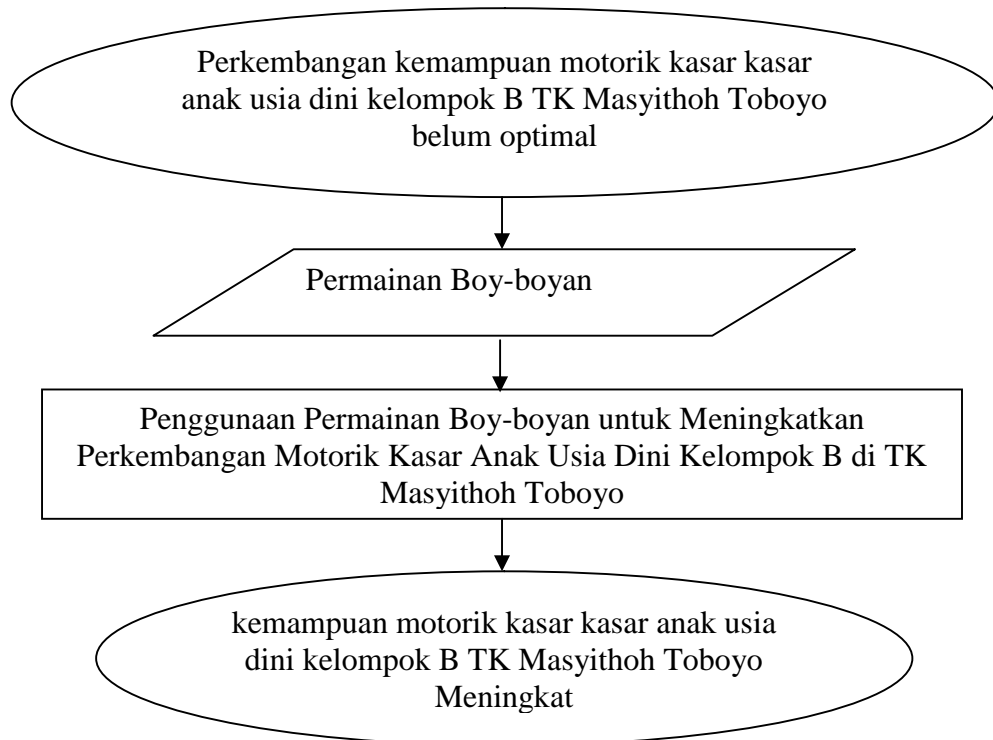 Perkembangan kemampuan motorik kasar kasar
anak usia dini kelompok B TK Masyithoh Toboyo
belum optimal
Permainan Boy-boyan
Penggunaan Permainan Boy-boyan untuk Meningkatkan
Perkembangan Motorik Kasar Anak Usia Dini Kelompok B di TK
Masyithoh Toboyo
kemampuan motorik kasar kasar anak usia
dini kelompok B TK Masyithoh Toboyo
Meningkat